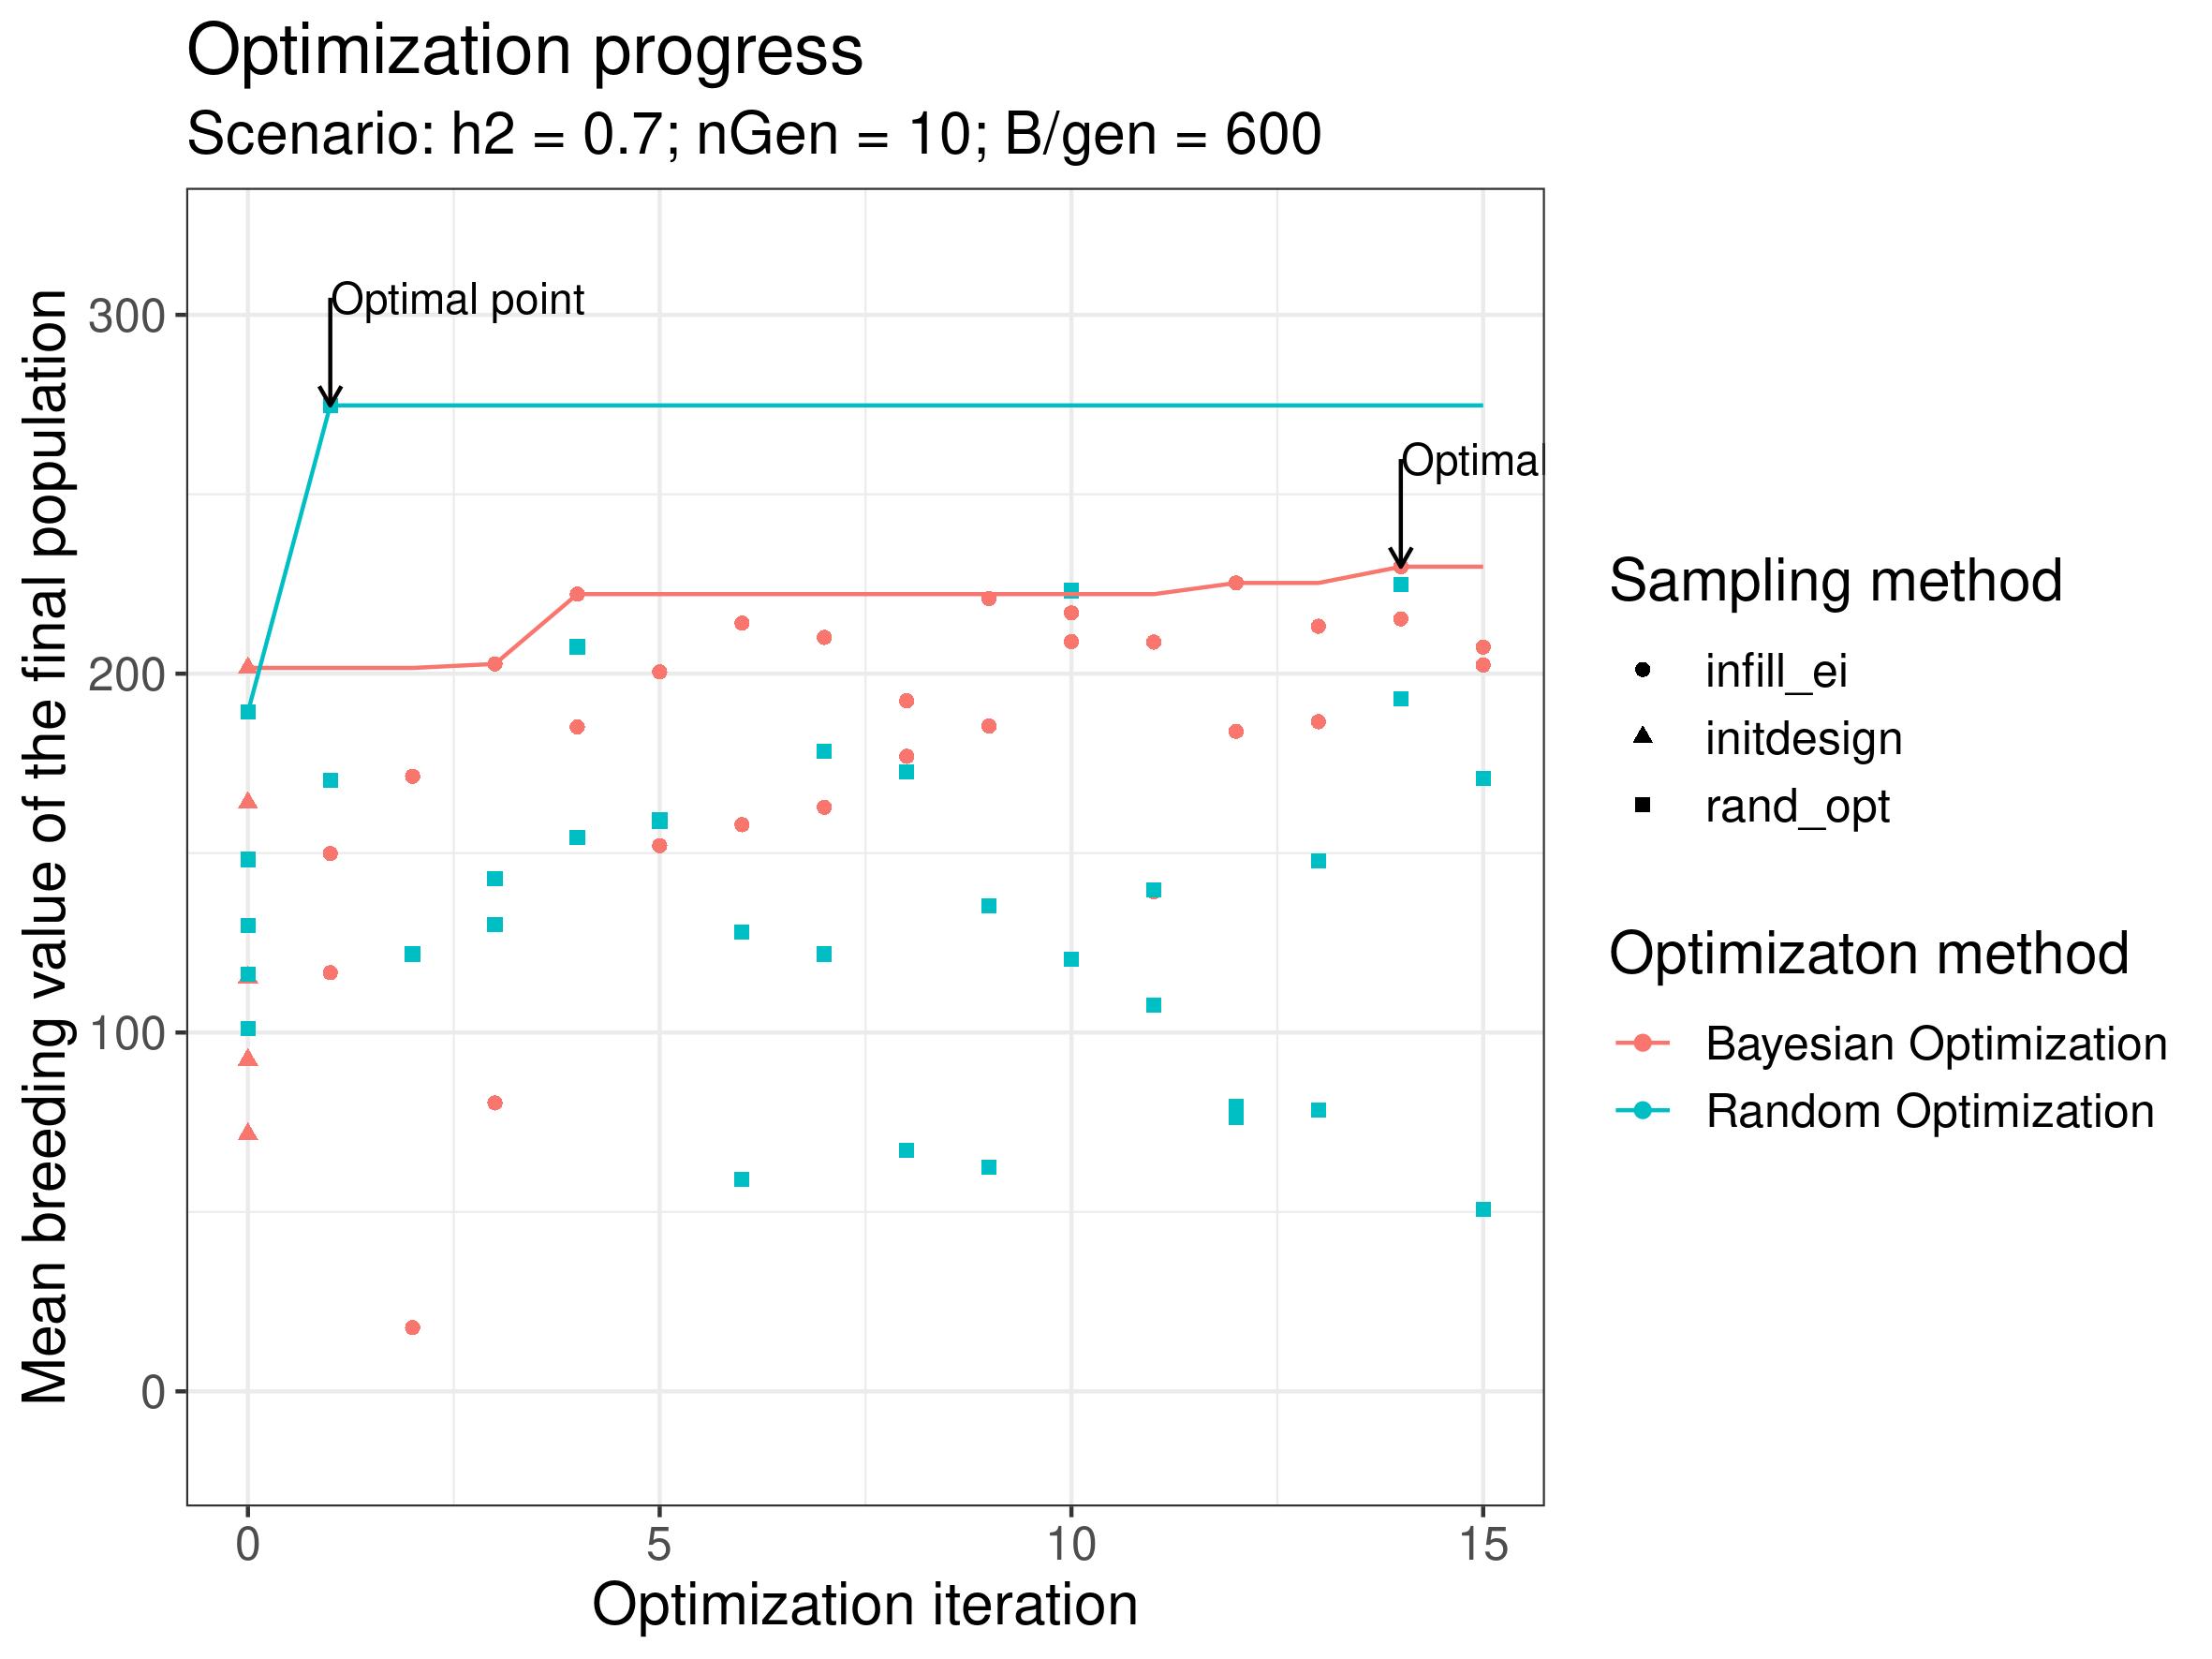 Optimization progress
Scenario: h2 = 0.7; nGen = 10; B/gen = 600
Mean breeding value of the final population
300
200
100
0
Optimal point
Optimal
0
5
10
15
Optimization iteration
Sampling method
infill_ei
initdesign
rand_opt
Optimizaton method
Bayesian Optimization
Random Optimization